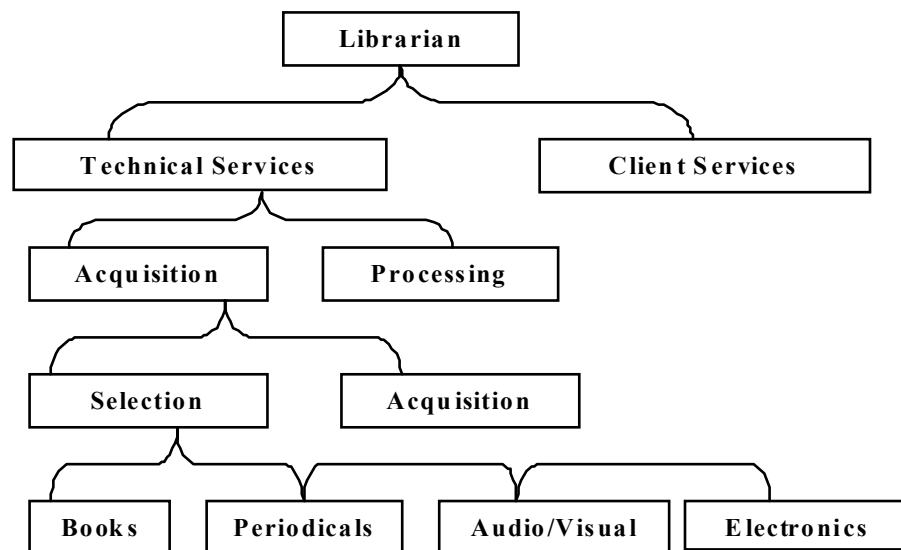 Librarian
Technical Services
Client Services
Acquisition
Processing
Selection
Acquisition
Books
Periodicals
Audio/Visual
Electronics